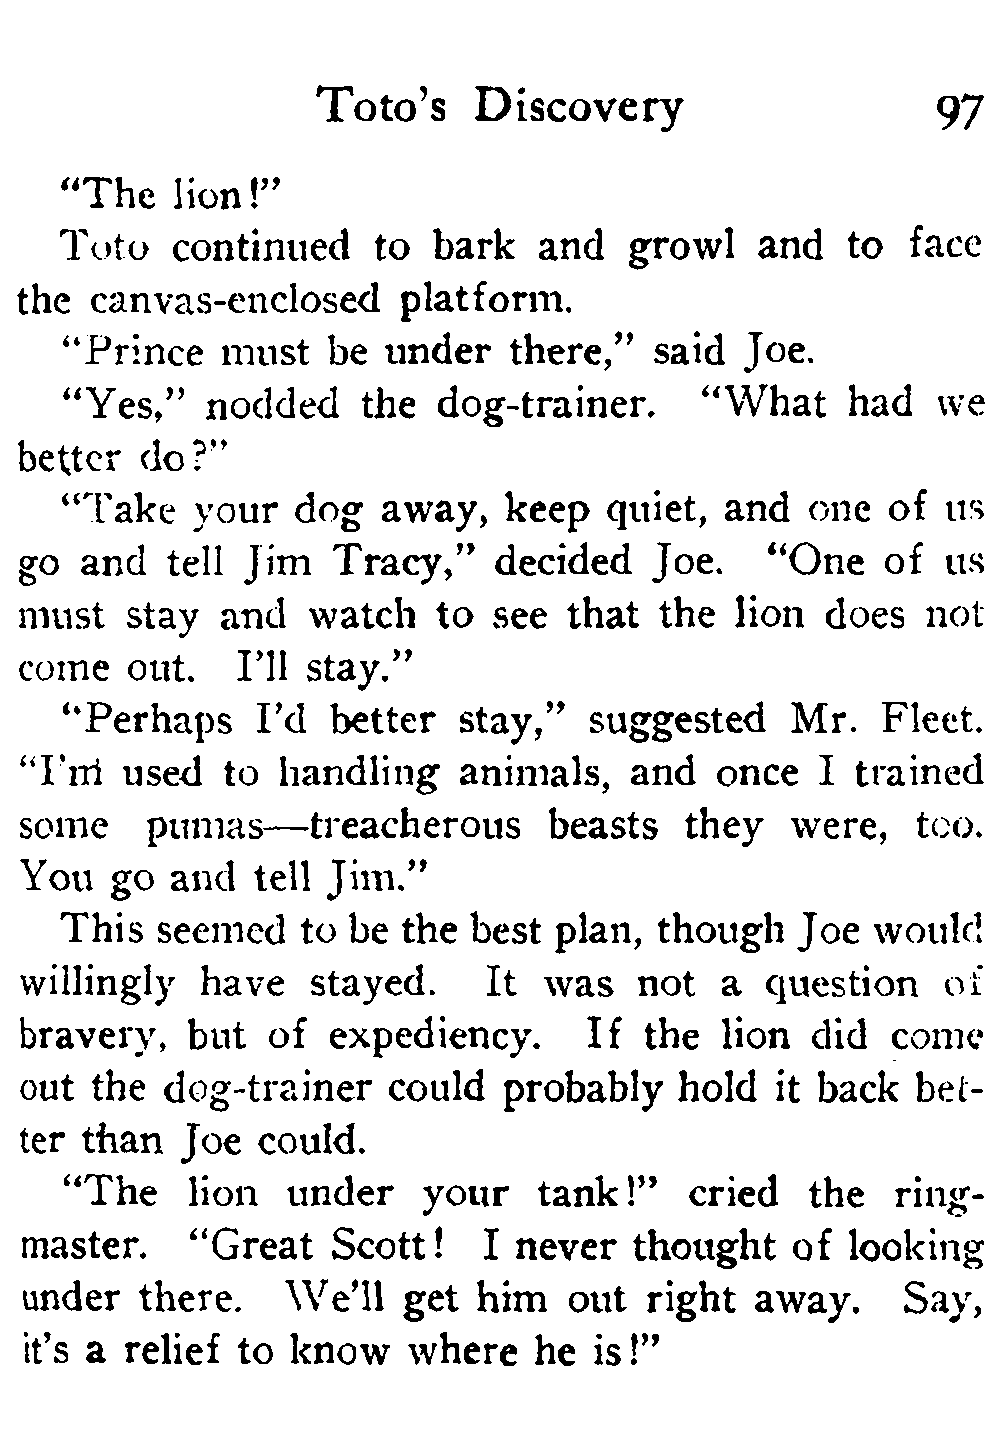 Toto's Discovery 97
"The lion!"
Toto continued to bark and growl and to face
the canvas-enclosed platform.
"Prince must be under there," said Joe.
"Yes," nodded the dog-trainer. "What had we
better do?"
"Take your dog away, keep quiet, and one of us
go and tell Jim Tracy," decided Joe. "One of us
must stay and watch to see that the lion does not
come out. I'll stay."
"Perhaps I'd better stay," suggested Mr. Fleet.
"I'm used to handling animals, and once I trained
some pumas—treacherous beasts they were, too.
You go and tell Jim."
This seemed to be the best plan, though Joe would
willingly have stayed. It was not a question of
bravery, but of expediency. If the lion did come
out the dog-trainer could probably hold it back bet-
ter than Joe could.
"The lion under your tank!" cried the ring-
master. "Great Scott! I never thought of looking
under there. We'll get him out right away. Say,
it's a relief to know where he is!"